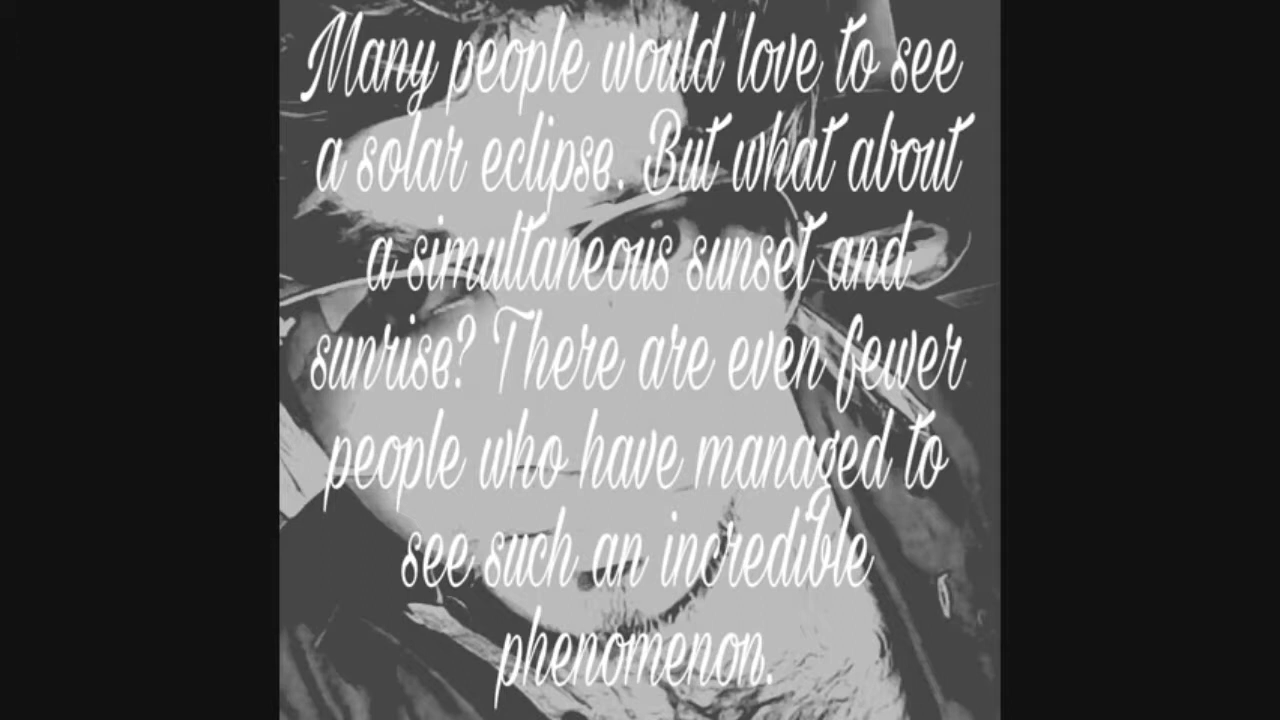 Many people would love to see
a solar eclipse. But what about
a simultaneous sunset and
sunrise? There are even fewer
people who have managed to
see such an incredible
phenomenon.